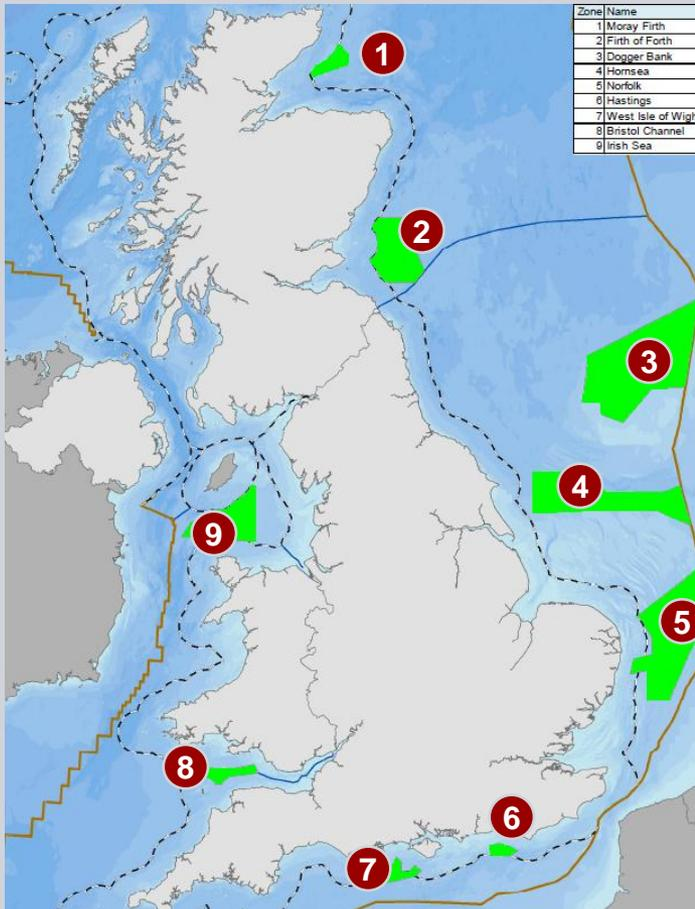 Zone Name
1 Moray Firth
2 Firth of Forth
3 Dogger Bank
4 Hornsea
5 Norfolk
6 Hastings
7 West Isle of Wigh
8 Bristol Channel
9 Irish Sea
1
2
3
4
5
9
8
6
7